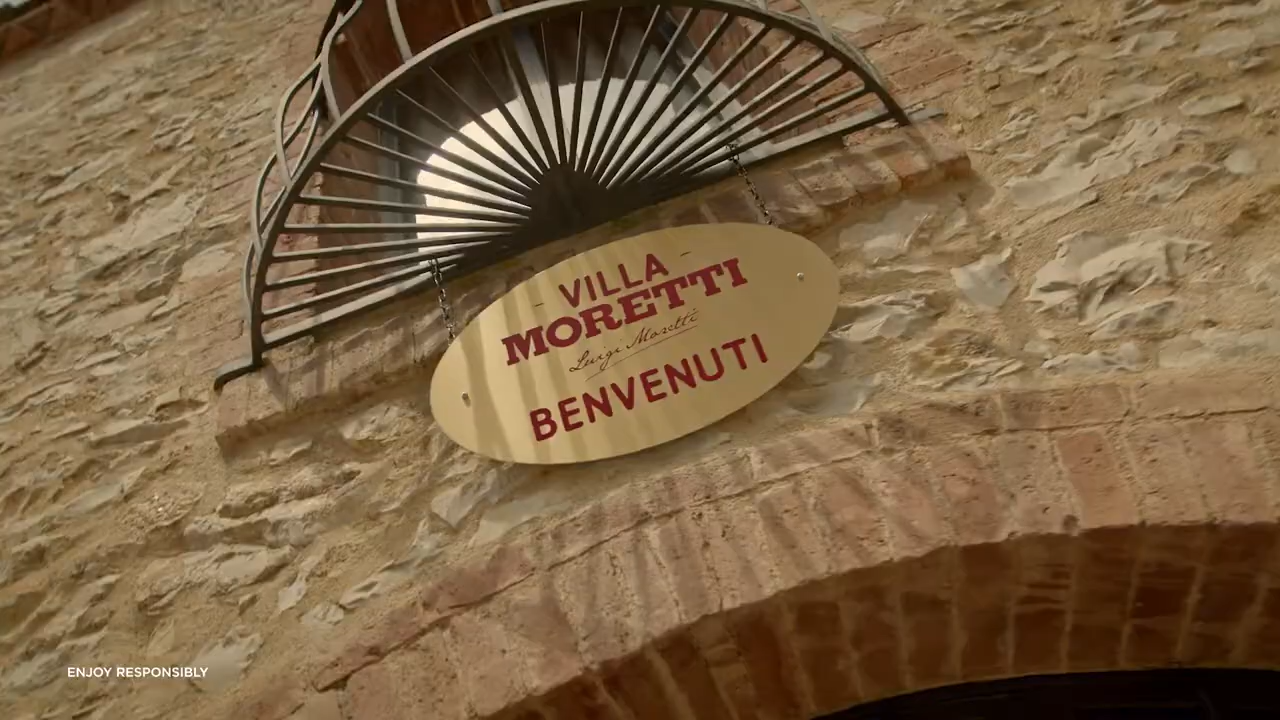 - VILLA -
MORETTI
Luigi Moretti
BENVENUTI
ENJOY RESPONSIBLY